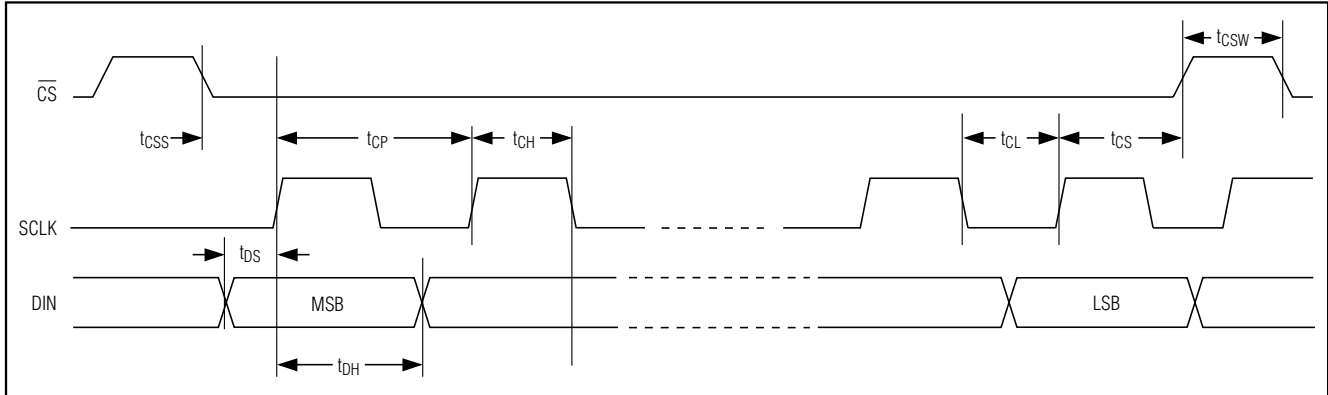 tCSW
CS
tCSS
tCP
tCH
tCL
tCS
SCLK
tDS
DIN
MSB
LSB
tDH